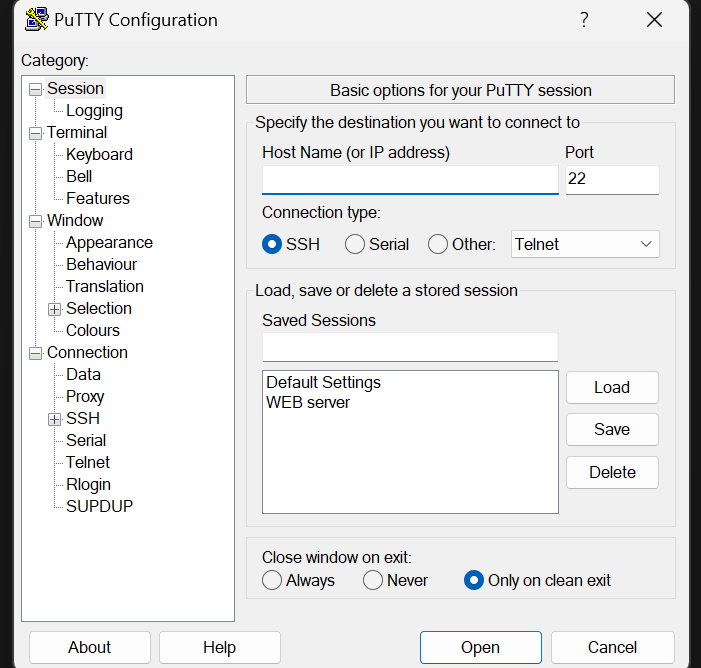 PuTTY Configuration
?
Category:
Session
Logging
Terminal
Keyboard
Bell
Features
Window
Appearance
Behaviour
Translation
Selection
Colours
Connection
Data
Proxy
SSH
Serial
Telnet
Rlogin
SUPDUP
Basic options for your PuTTY session
Specify the destination you want to connect to
Host Name (or IP address) Port
22
Connection type:
SSH Serial Other: Telnet
Load, save or delete a stored session
Saved Sessions
Default Settings
WEB server
Load
Save
Delete
Close window on exit:
Always Never Only on clean exit
About Help Open Cancel